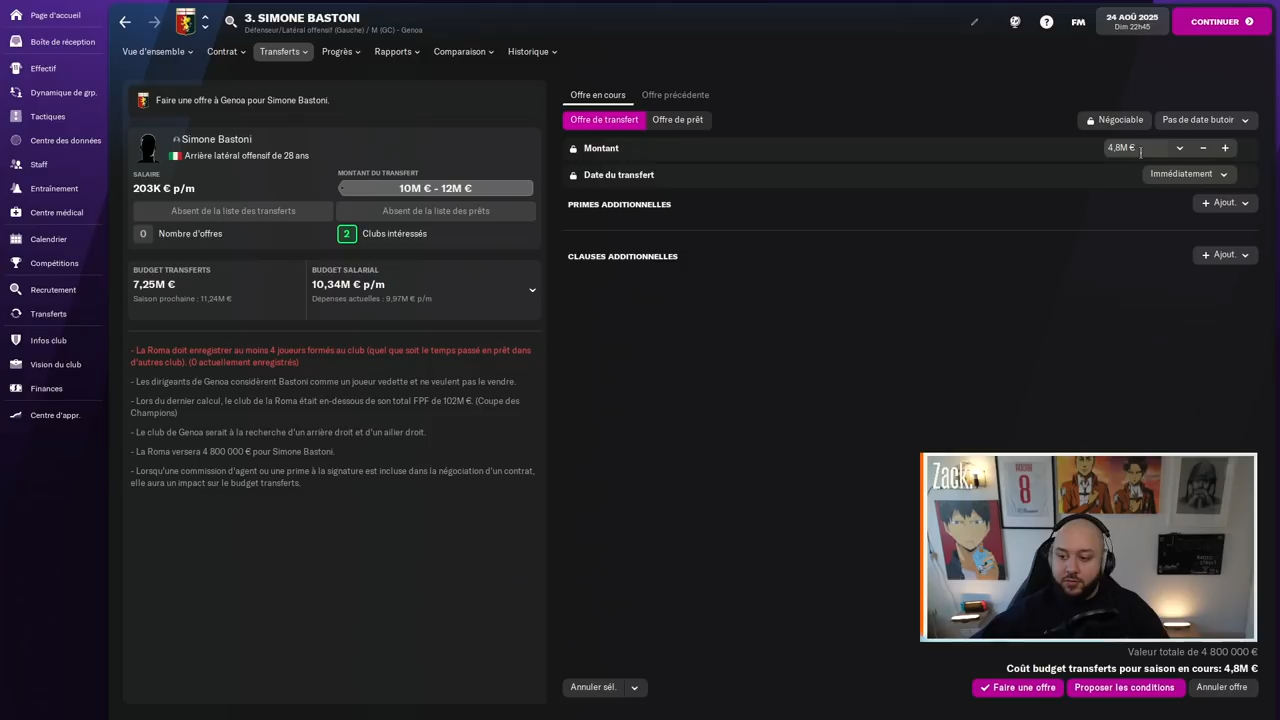 Page d'accueil
Boîte de réception
Effectif
Dynamique de grp.
Tactiques
Centre des données
Staff
Entraînement
Centre médical
Calendrier
Compétitions
Recrutement
Transferts
Infos club
Vision du club
Finances
Centre d'appr.
3. SIMONE BASTONI
Défenseur/Latéral offensif (Gauche) / M (GC) - Genoa
FM
24 AOÛ 2025
Dim 22h45
CONTINUER
Vue d'ensemble
Contrat
Transferts
Progrès
Rapports
Comparaison
Historique
Faire une offre à Genoa pour Simone Bastoni.
Simone Bastoni
Arrière latéral offensif de 28 ans
SALAIRE
203K € p/m
MONTANT DU TRANSFERT
10M € - 12M €
Absent de la liste des transferts
Absent de la liste des prêts
0 Nombre d'offres
2 Clubs intéressés
BUDGET TRANSFERTS
7,25M €
Saison prochaine : 11,24M €
BUDGET SALARIAL
10,34M € p/m
Dépenses actuelles : 9,97M € p/m
- La Roma doit enregistrer au moins 4 joueurs formés au club (quel que soit le temps passé en prêt dans
d'autres club). (0 actuellement enregistrés)
- Les dirigeants de Genoa considèrent Bastoni comme un joueur vedette et ne veulent pas le vendre.
- Lors du dernier calcul, le club de la Roma était en-dessous de son total FPF de 102M €. (Coupe des
Champions)
- Le club de Genoa serait à la recherche d'un arrière droit et d'un ailier droit.
- La Roma versera 4 800 000 € pour Simone Bastoni.
- Lorsqu'une commission d'agent ou une prime à la signature est incluse dans la négociation d'un contrat,
elle aura un impact sur le budget transferts.
Offre en cours
Offre précédente
Offre de transfert
Offre de prêt
Négociable
Pas de date butoir
Montant
4,8M €
Date du transfert
Immédiatement
PRIMES ADDITIONNELLES
Ajout.
CLAUSES ADDITIONNELLES
Ajout.
Zack
8
Valeur totale de 4 800 000 €
Coût budget transferts pour saison en cours: 4,8M €
Annuler sél.
Faire une offre
Proposer les conditions
Annuler offre